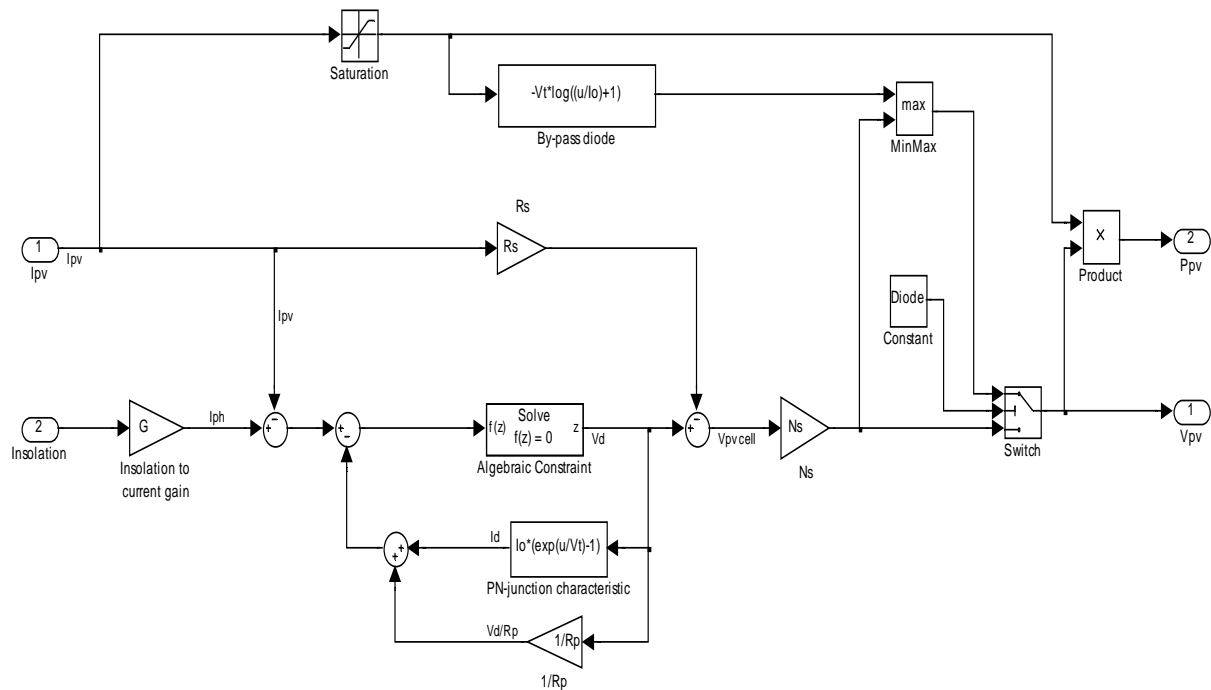 Saturation
-Vt*log((u/Io)+1)
By-pass diode
max
MinMax
Rs
1
Ipv
Ipv
Rs
X
Product
2
Ppv
Ipv
Diode
Constant
2
Insolation
G
Iph
Insolation to
current gain
+
-
+
-
f(z)
Solve
f(z) = 0
z
Algebraic Constraint
Vd
+
-
Vpv cell
Ns
Ns
Switch
1
Vpv
+
+
Id
Io*(exp(u/Vt)-1)
PN-junction characteristic
Vd/Rp
1/Rp
1/Rp